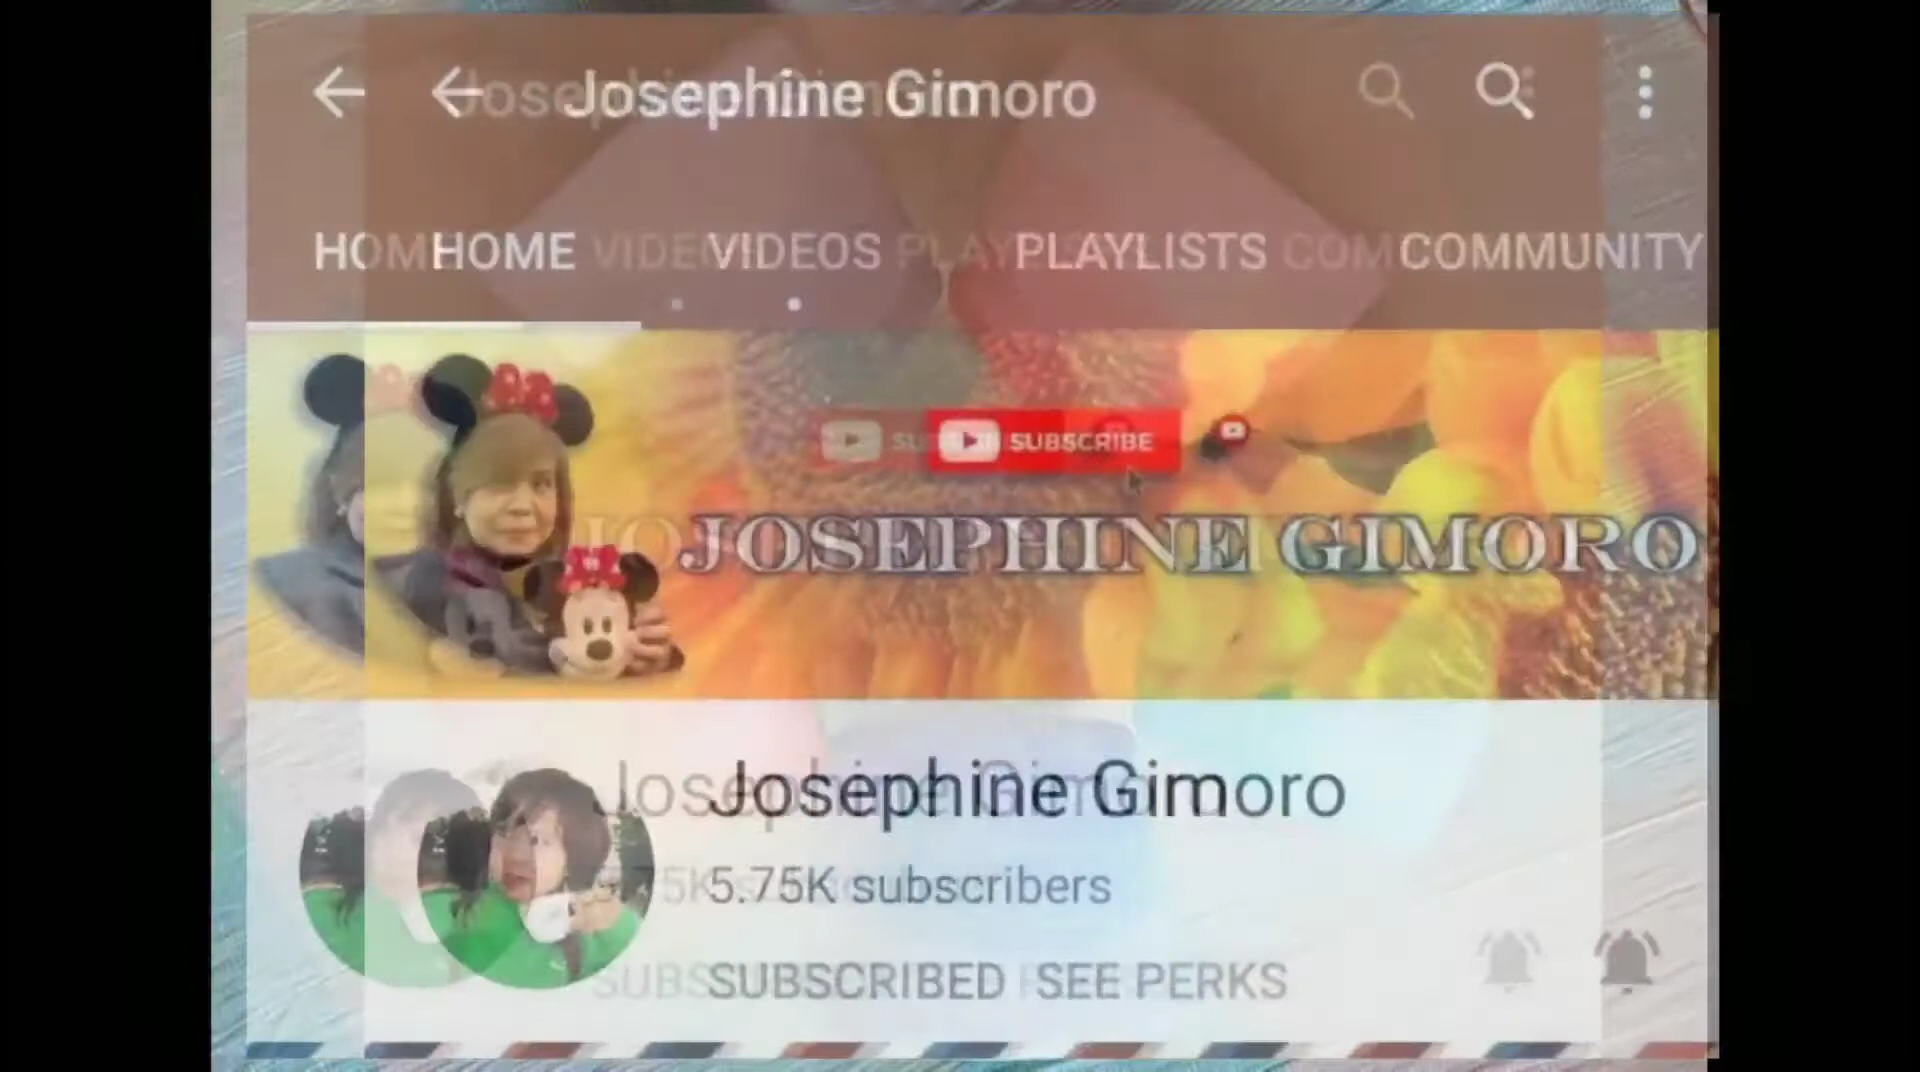 Josephine Gimoro
HOME VIDEOS PLAYLISTS COMMUNITY
SUBSCRIBE
JOSEPHINE GIMORO
Josephine Gimoro
5.75K subscribers
SUBSCRIBED SEE PERKS